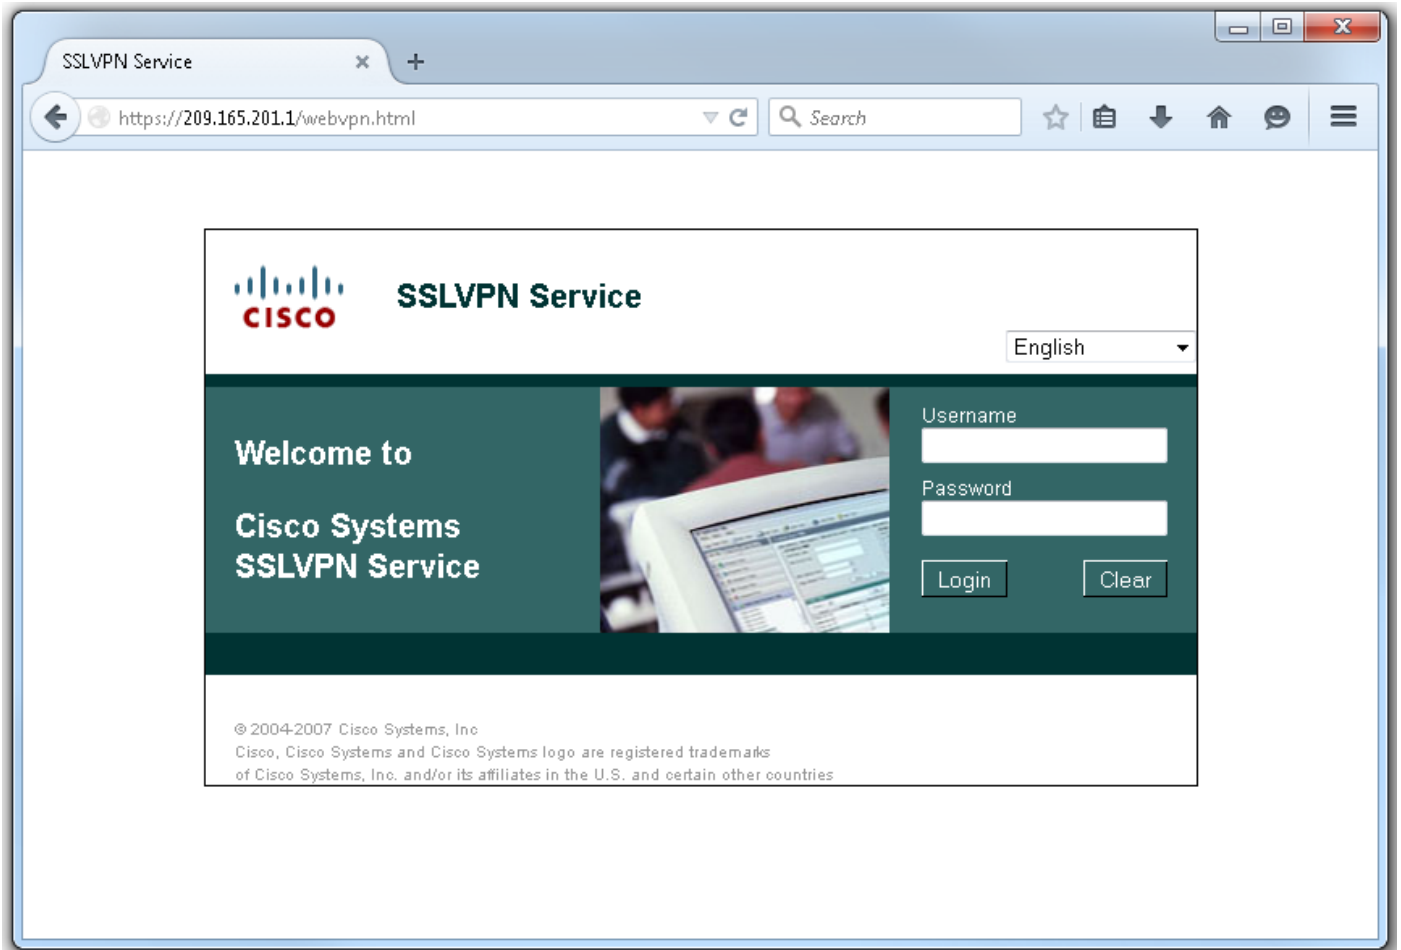 SSLVPN Service
https://209.165.201.1/webvpn.html
Search
CISCO
SSLVPN Service
English
Welcome to
Cisco Systems
SSLVPN Service
Username
Password
Login
Clear
© 2004-2007 Cisco Systems, Inc
Cisco, Cisco Systems and Cisco Systems logo are registered trademarks
of Cisco Systems, Inc. and/or its affiliates in the U.S. and certain other countries